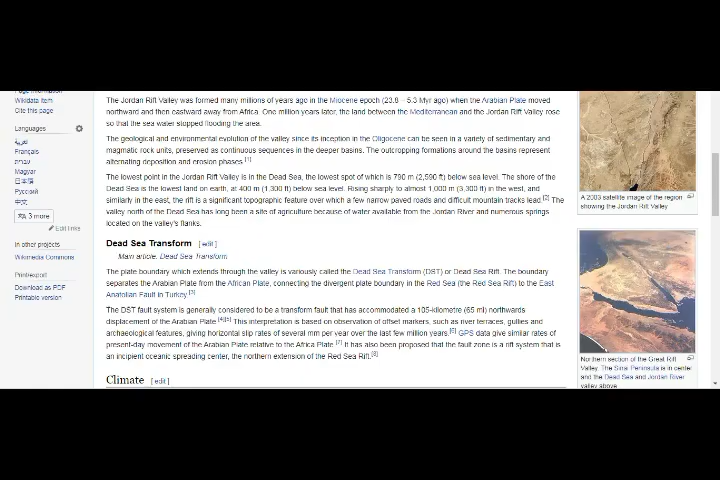 Page information
Wikidata item
Cite this page
Languages
العربية
Français
עברית
Magyar
日本語
Русский
中文
文A 3 more
Edit links
In other projects
Wikimedia Commons
Print/export
Download as PDF
Printable version
The Jordan Rift Valley was formed many millions of years ago in the Miocene epoch (23.8 – 5.3 Myr ago) when the Arabian Plate moved
northward and then eastward away from Africa. One million years later, the land between the Mediterranean and the Jordan Rift Valley rose
so that the sea water stopped flooding the area.
The geological and environmental evolution of the valley since its inception in the Oligocene can be seen in a variety of sedimentary and
magmatic rock units, preserved as continuous sequences in the deeper basins. The outcropping formations around the basins represent
alternating deposition and erosion phases.[1]
The lowest point in the Jordan Rift Valley is in the Dead Sea, the lowest spot of which is 790 m (2,590 ft) below sea level. The shore of the
Dead Sea is the lowest land on earth, at 400 m (1,300 ft) below sea level. Rising sharply to almost 1,000 m (3,300 ft) in the west, and
similarly in the east, the rift is a significant topographic feature over which a few narrow paved roads and difficult mountain tracks lead.[2] The
valley north of the Dead Sea has long been a site of agriculture because of water available from the Jordan River and numerous springs
located on the valley's flanks.
Dead Sea Transform [ edit ]
Main article: Dead Sea Transform
The plate boundary which extends through the valley is variously called the Dead Sea Transform (DST) or Dead Sea Rift. The boundary
separates the Arabian Plate from the African Plate, connecting the divergent plate boundary in the Red Sea (the Red Sea Rift) to the East
Anatolian Fault in Turkey.[3]
The DST fault system is generally considered to be a transform fault that has accommodated a 105-kilometre (65 mi) northwards
displacement of the Arabian Plate.[4][5] This interpretation is based on observation of offset markers, such as river terraces, gullies and
archaeological features, giving horizontal slip rates of several mm per year over the last few million years.[6] GPS data give similar rates of
present-day movement of the Arabian Plate relative to the Africa Plate.[7] It has also been proposed that the fault zone is a rift system that is
an incipient oceanic spreading center, the northern extension of the Red Sea Rift.[8]
Climate [ edit ]
A 2003 satellite image of the region
showing the Jordan Rift Valley
Northern section of the Great Rift
Valley. The Sinai Peninsula is in center
and the Dead Sea and Jordan River
valley above